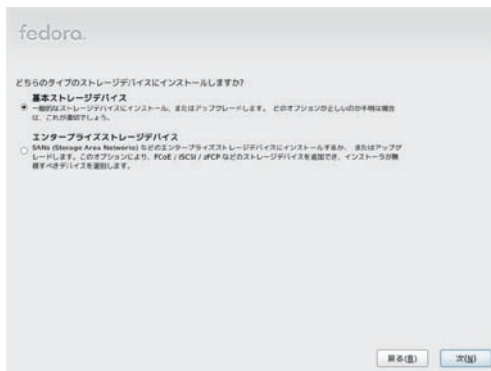 fedora.
どちらのタイプのストレージデバイスにインストールしますか?
基本ストレージデバイス
一般的なストレージデバイスにインストール、またはアップグレードします。 どのオプションが正しいのか不明な場合
は、これが適切でしょう。
エンタープライズストレージデバイス
SANs (Storage Area Networks) などのエンタープライズストレージデバイスにインストールするか、 またはアップグ
レードします。このオプションにより、FCoE / iSCSI / zFCP などのストレージデバイスを追加でき、インストーラが無
視すべきデバイスを選別します。
戻る(B)
次(N)